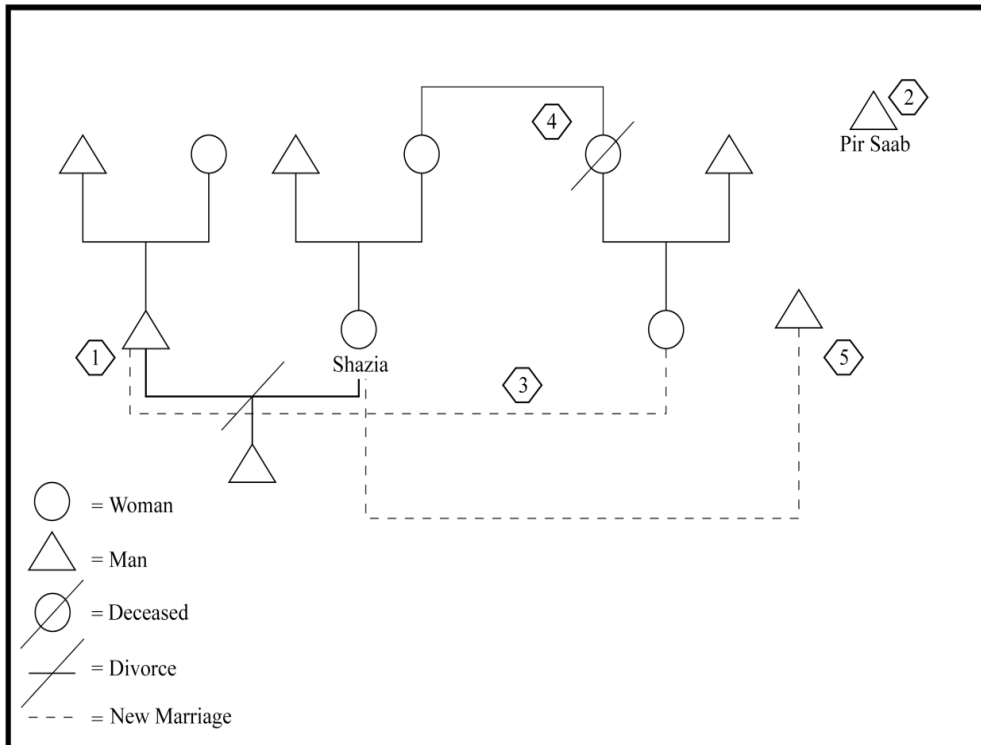 2
Pir Saab
4
1
Shazia
3
5
= Woman
= Man
= Deceased
= Divorce
= New Marriage